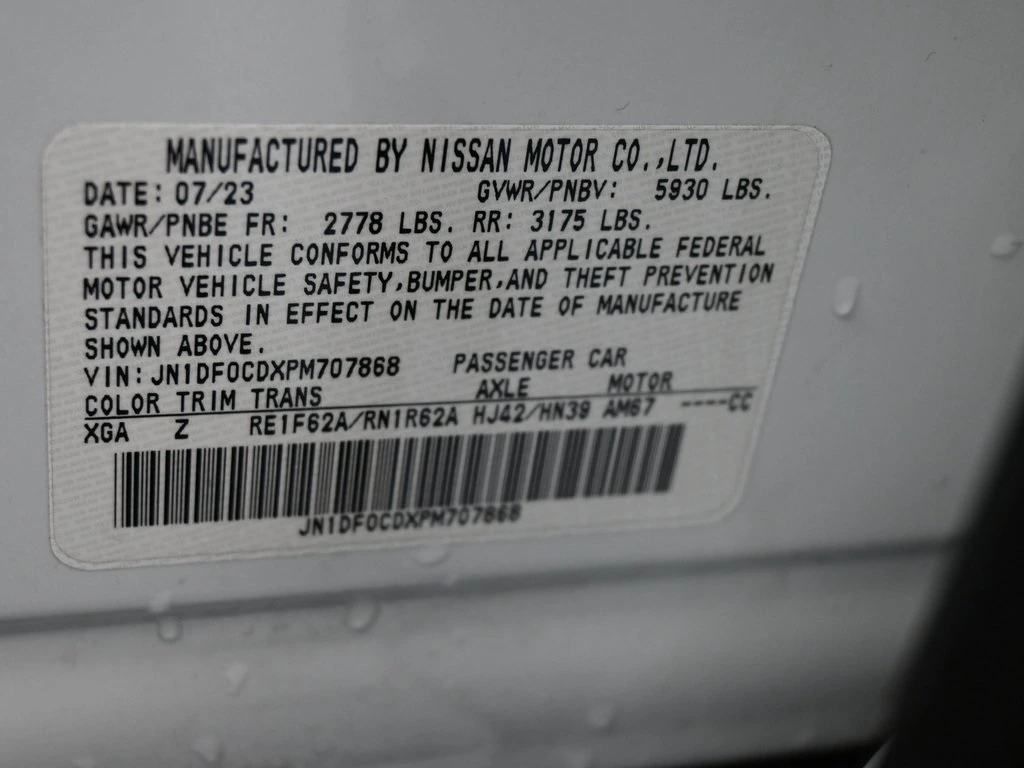 MANUFACTURED BY NISSAN MOTOR CO.,LTD.
DATE: 07/23 GVWR/PNBV: 5930 LBS.
GAWR/PNBE FR: 2778 LBS. RR: 3175 LBS.
THIS VEHICLE CONFORMS TO ALL APPLICABLE FEDERAL
MOTOR VEHICLE SAFETY,BUMPER,AND THEFT PREVENTION
STANDARDS IN EFFECT ON THE DATE OF MANUFACTURE
SHOWN ABOVE.
VIN: JN1DF0CDXPM707868 PASSENGER CAR
COLOR TRIM TRANS AXLE MOTOR
XGA Z RE1F62A/RN1R62A HJ42/HN39 AM67 ----CC
JN1DF0CDXPM707868